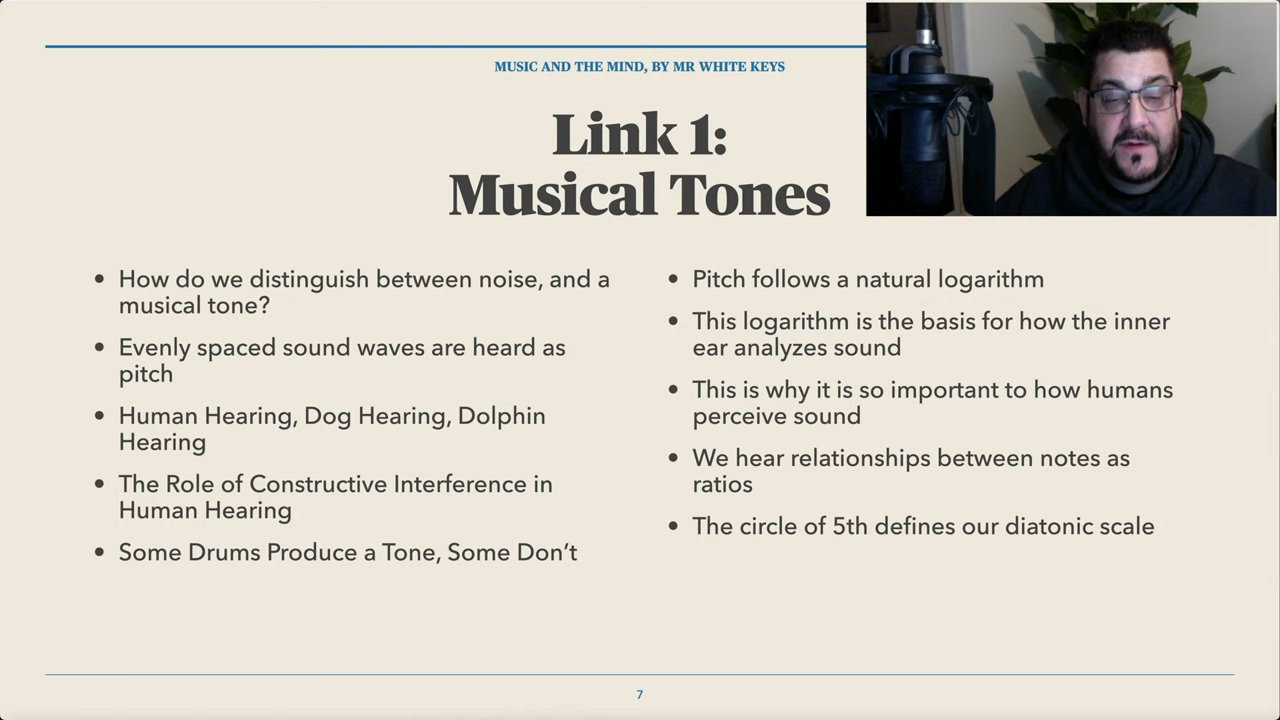 MUSIC AND THE MIND, BY MR WHITE KEYS
Link 1:
Musical Tones
• How do we distinguish between noise, and a
musical tone?
• Evenly spaced sound waves are heard as
pitch
• Human Hearing, Dog Hearing, Dolphin
Hearing
• The Role of Constructive Interference in
Human Hearing
• Some Drums Produce a Tone, Some Don’t
• Pitch follows a natural logarithm
• This logarithm is the basis for how the inner
ear analyzes sound
• This is why it is so important to how humans
perceive sound
• We hear relationships between notes as
ratios
• The circle of 5th defines our diatonic scale
7